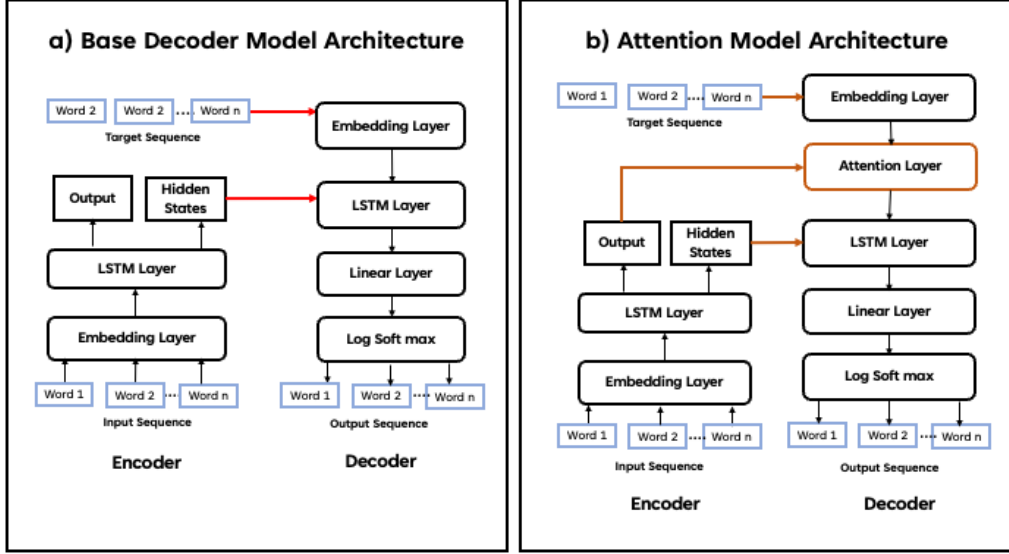 a) Base Decoder Model Architecture
Word 2 Word 2 .... Word n
Target Sequence
Embedding Layer
Output
Hidden
States
LSTM Layer
LSTM Layer
Linear Layer
Embedding Layer
Log Soft max
Word 1 Word 2 .... Word n
Input Sequence
Word 1 Word 2 .... Word n
Output Sequence
Encoder
Decoder
b) Attention Model Architecture
Word 1 Word 2 .... Word n
Target Sequence
Embedding Layer
Attention Layer
Output
Hidden
States
LSTM Layer
LSTM Layer
Linear Layer
Embedding Layer
Log Soft max
Word 1 Word 2 .... Word n
Input Sequence
Word 1 Word 2 .... Word n
Output Sequence
Encoder
Decoder